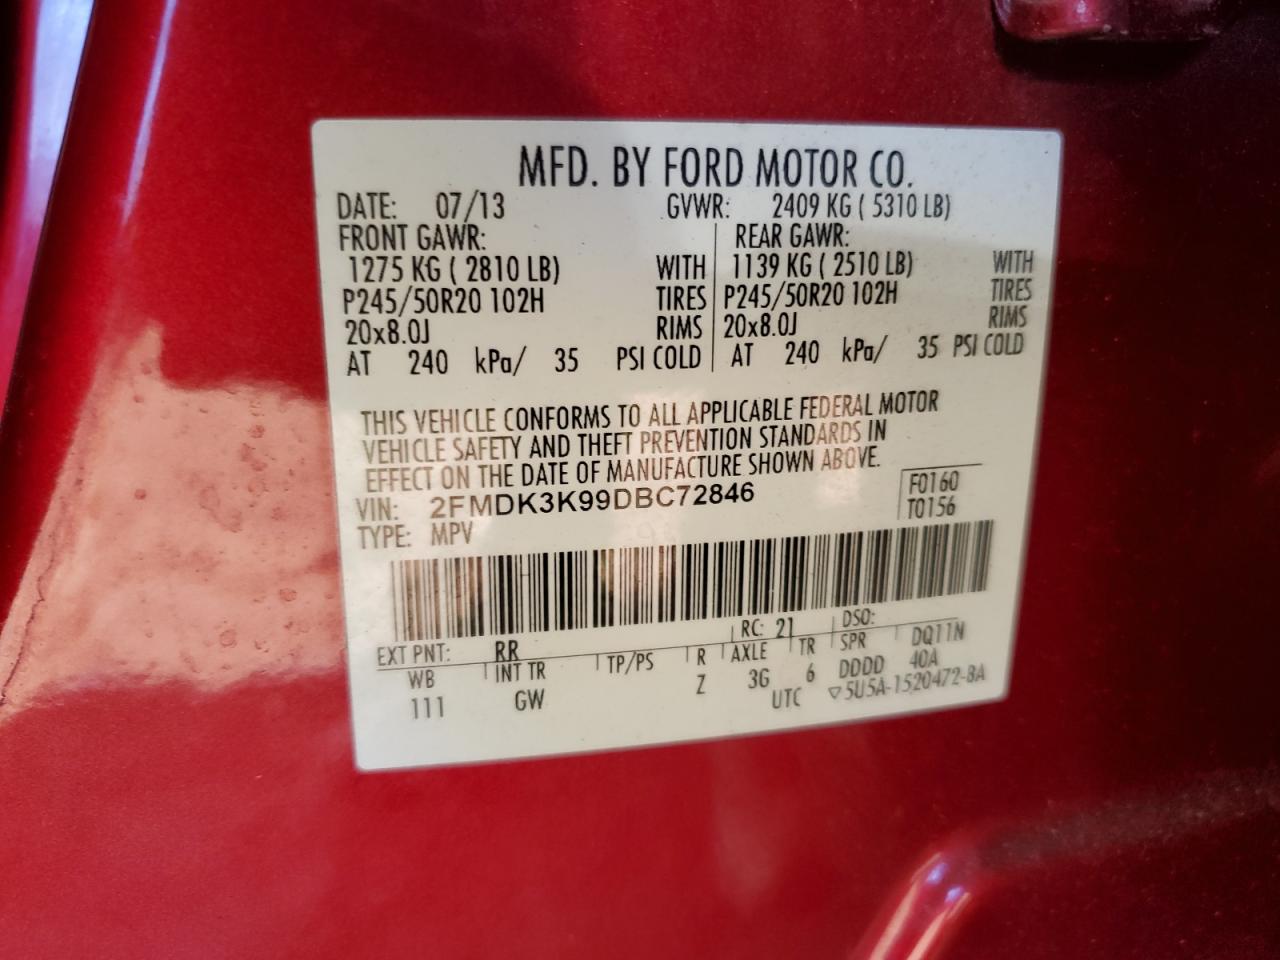 MFD. BY FORD MOTOR CO.
DATE: 07/13 GVWR: 2409 KG ( 5310 LB)
FRONT GAWR: REAR GAWR:
1275 KG ( 2810 LB) WITH 1139 KG ( 2510 LB) WITH
P245/50R20 102H TIRES P245/50R20 102H TIRES
20x8.0J RIMS 20x8.0J RIMS
AT 240 kPa/ 35 PSI COLD AT 240 kPa/ 35 PSI COLD
THIS VEHICLE CONFORMS TO ALL APPLICABLE FEDERAL MOTOR
VEHICLE SAFETY AND THEFT PREVENTION STANDARDS IN
EFFECT ON THE DATE OF MANUFACTURE SHOWN ABOVE.
VIN: 2FMDK3K99DBC72846 F0160
TYPE: MPV T0156
EXT PNT: RR RC: 21 DSO:
WB INT TR TP/PS R AXLE TR SPR DQ11N
111 GW Z 3G 6 DDDD 40A
UTC ▽5U5A-1520472-BA